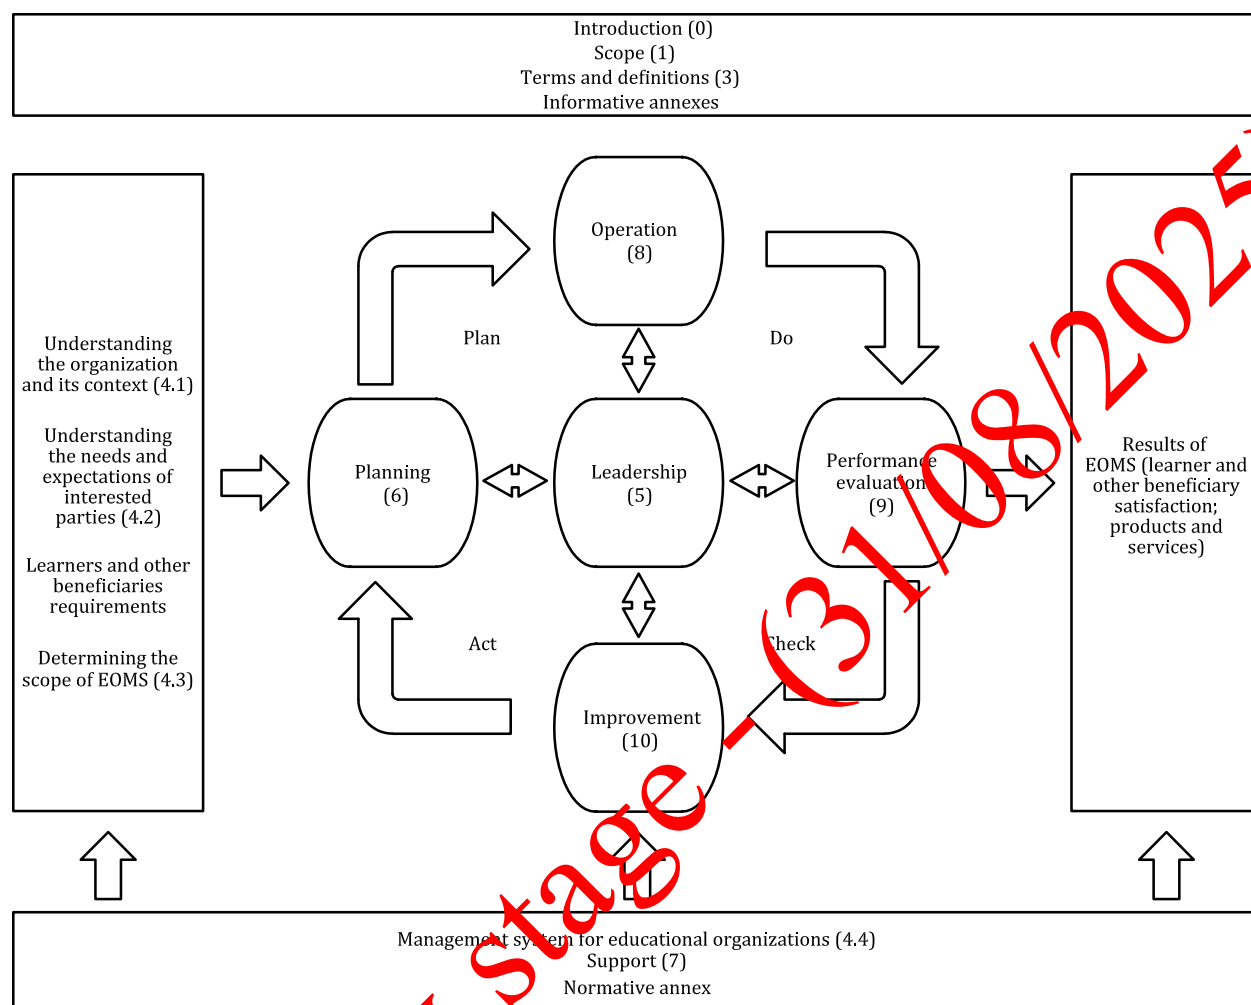 Introduction (0)
Scope (1)
Terms and definitions (3)
Informative annexes
Understanding
the organization
and its context (4.1)
Understanding
the needs and
expectations of
interested
parties (4.2)
Learners and other
beneficiaries
requirements
Determining the
scope of EOMS (4.3)
Plan
Operation
(8)
Do
Planning
(6)
Leadership
(5)
Performance
evaluation
(9)
Act
Check
Improvement
(10)
Results of
EOMS (learner and
other beneficiary
satisfaction;
products and
services)
Management system for educational organizations (4.4)
Support (7)
Normative annex
stage - (31/08/2025